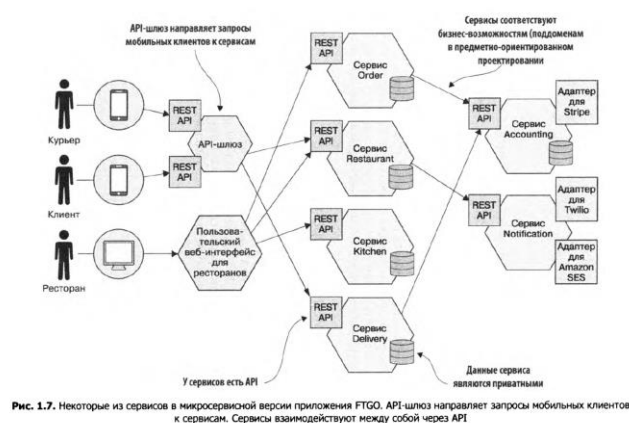 API-шлюз направляет запросы
мобильных клиентов к сервисам
Сервисы соответствуют
бизнес-возможностям (поддоменам
в предметно-ориентированном
проектировании
REST
API
Сервис
Order
Адаптер
для
Stripe
REST
API
Курьер
REST
API
API-шлюз
REST
API
Сервис
Accounting
REST
API
Сервис
Restaurant
REST
API
Клиент
Адаптер
для
Twilio
REST
API
Сервис
Notification
Пользова-
тельский
веб-интерфейс
для
ресторанов
REST
API
Сервис
Kitchen
Адаптер
для
Amazon
SES
Ресторан
REST
API
Сервис
Delivery
У сервисов есть API
Данные сервиса
являются приватными
Рис. 1.7. Некоторые из сервисов в микросервисной версии приложения FTGO. API-шлюз направляет запросы мобильных клиентов
к сервисам. Сервисы взаимодействуют между собой через API